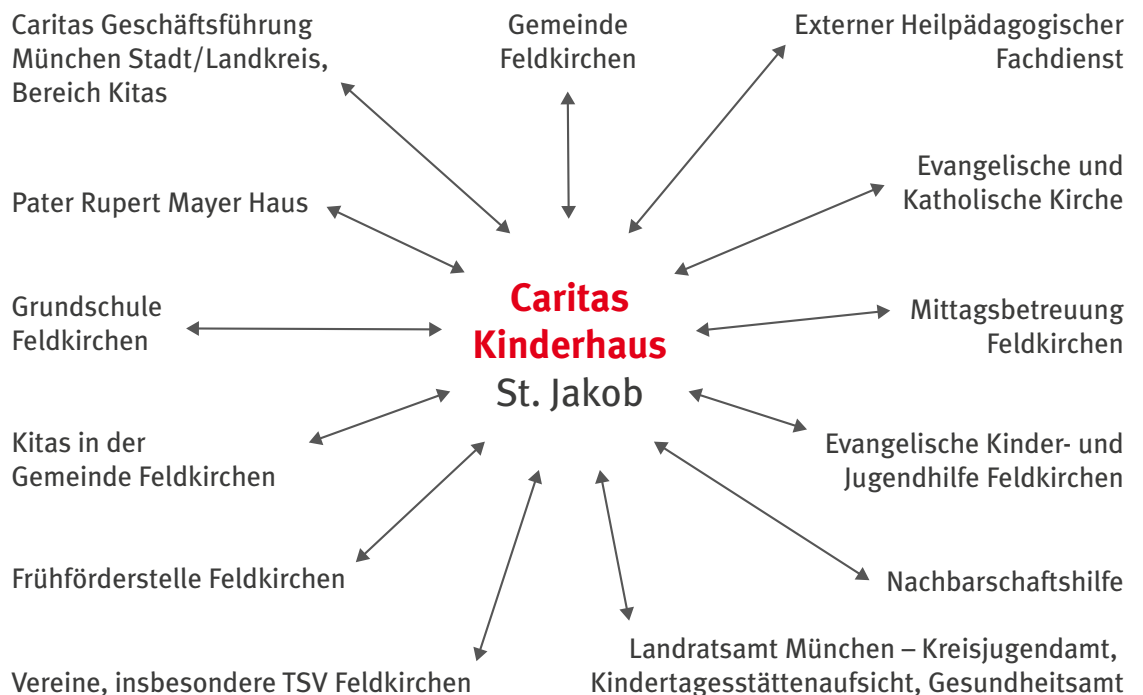 Caritas Geschäftsführung
München Stadt/Landkreis,
Bereich Kitas
Gemeinde
Feldkirchen
Externer Heilpädagogischer
Fachdienst
Pater Rupert Mayer Haus
Evangelische und
Katholische Kirche
Grundschule
Feldkirchen
Caritas
Kinderhaus
St. Jakob
Mittagsbetreuung
Feldkirchen
Kitas in der
Gemeinde Feldkirchen
Evangelische Kinder- und
Jugendhilfe Feldkirchen
Frühförderstelle Feldkirchen
Nachbarschaftshilfe
Vereine, insbesondere TSV Feldkirchen
Landratsamt München – Kreisjugendamt,
Kindertagesstättenaufsicht, Gesundheitsamt